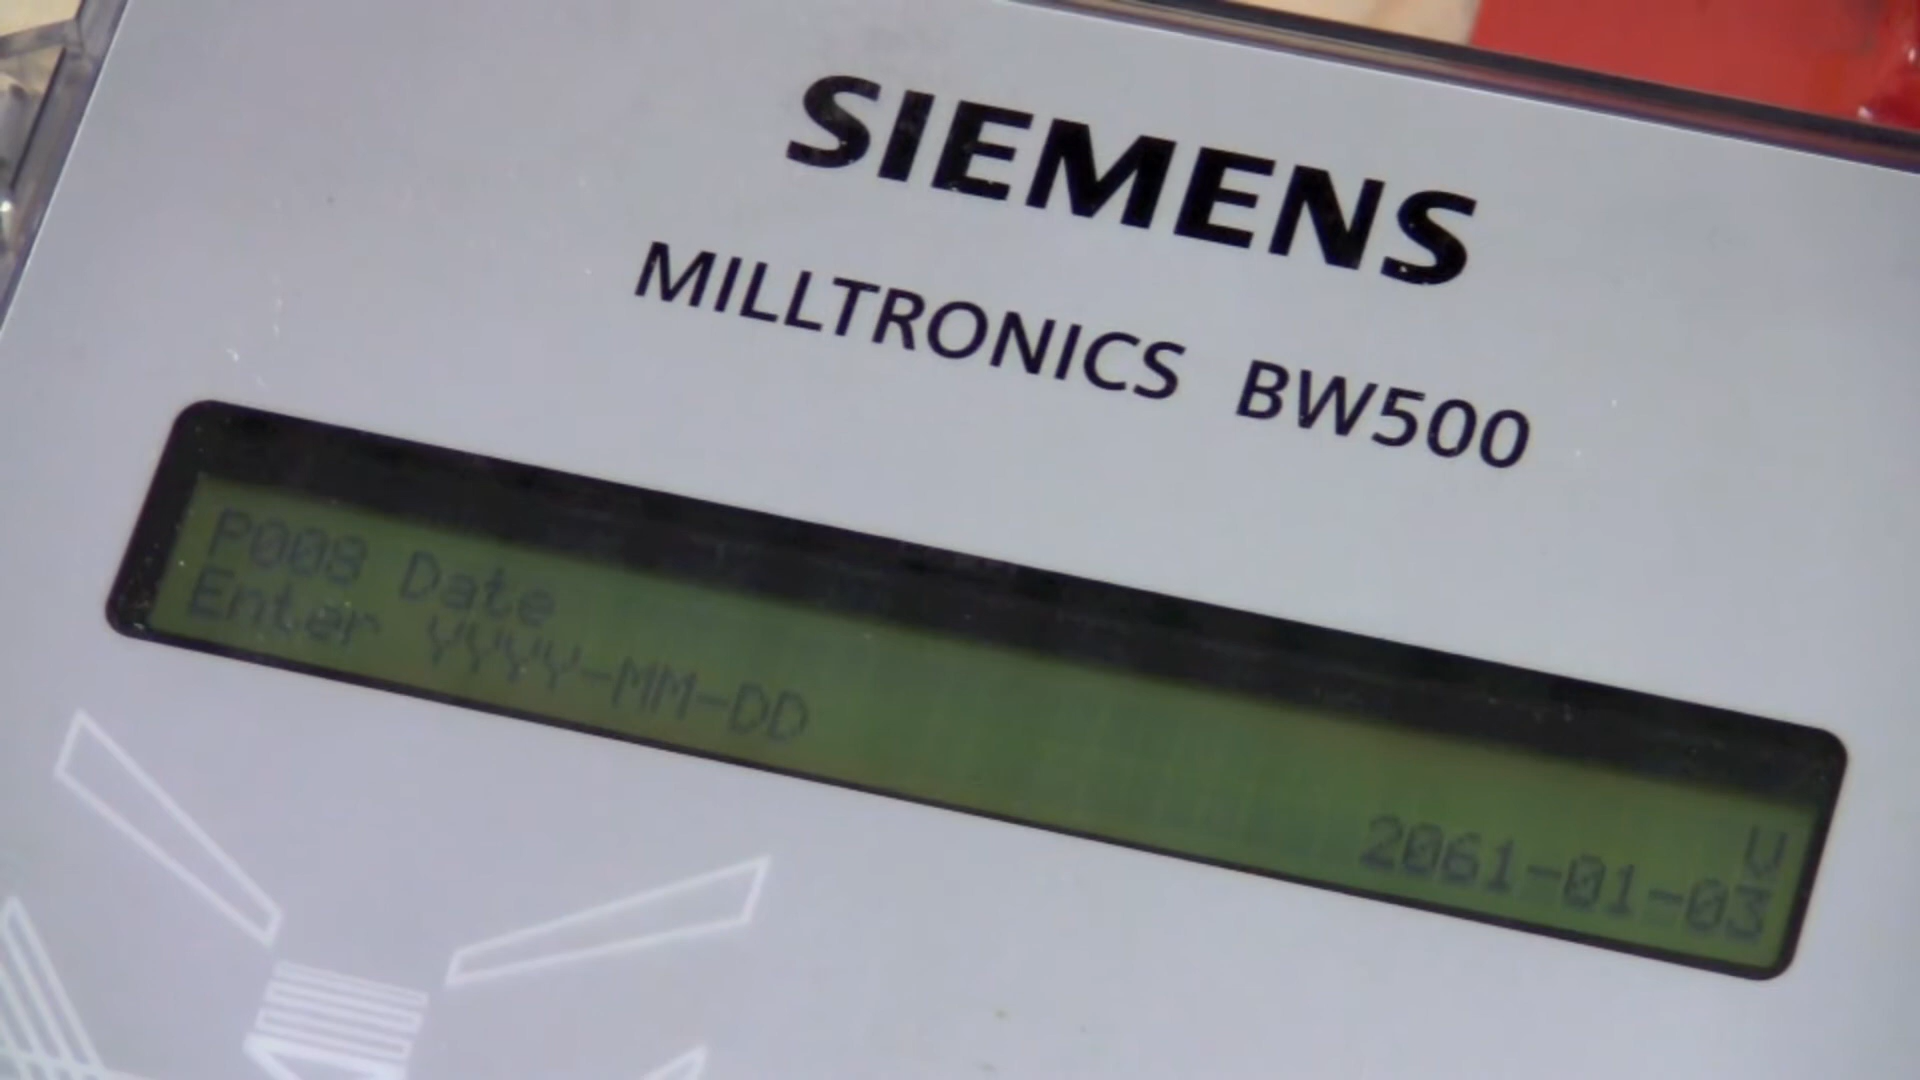 SIEMENS
MILLTRONICS BW500
P008 Date
V
Enter YYYY-MM-DD
2061-01-03